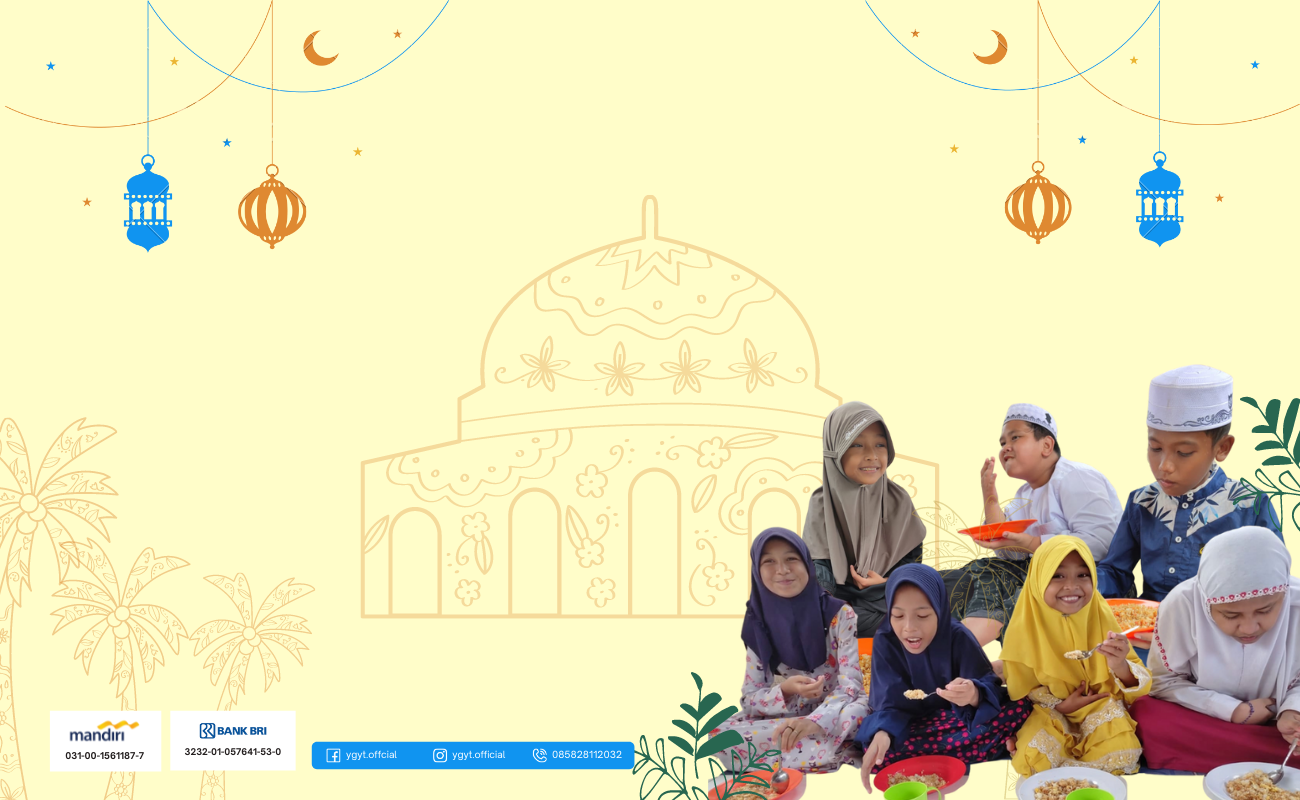 mandiri
031-00-1561187-7
BANK BRI
3232-01-057641-53-0
ygyt.offcial
ygyt.official
085828112032